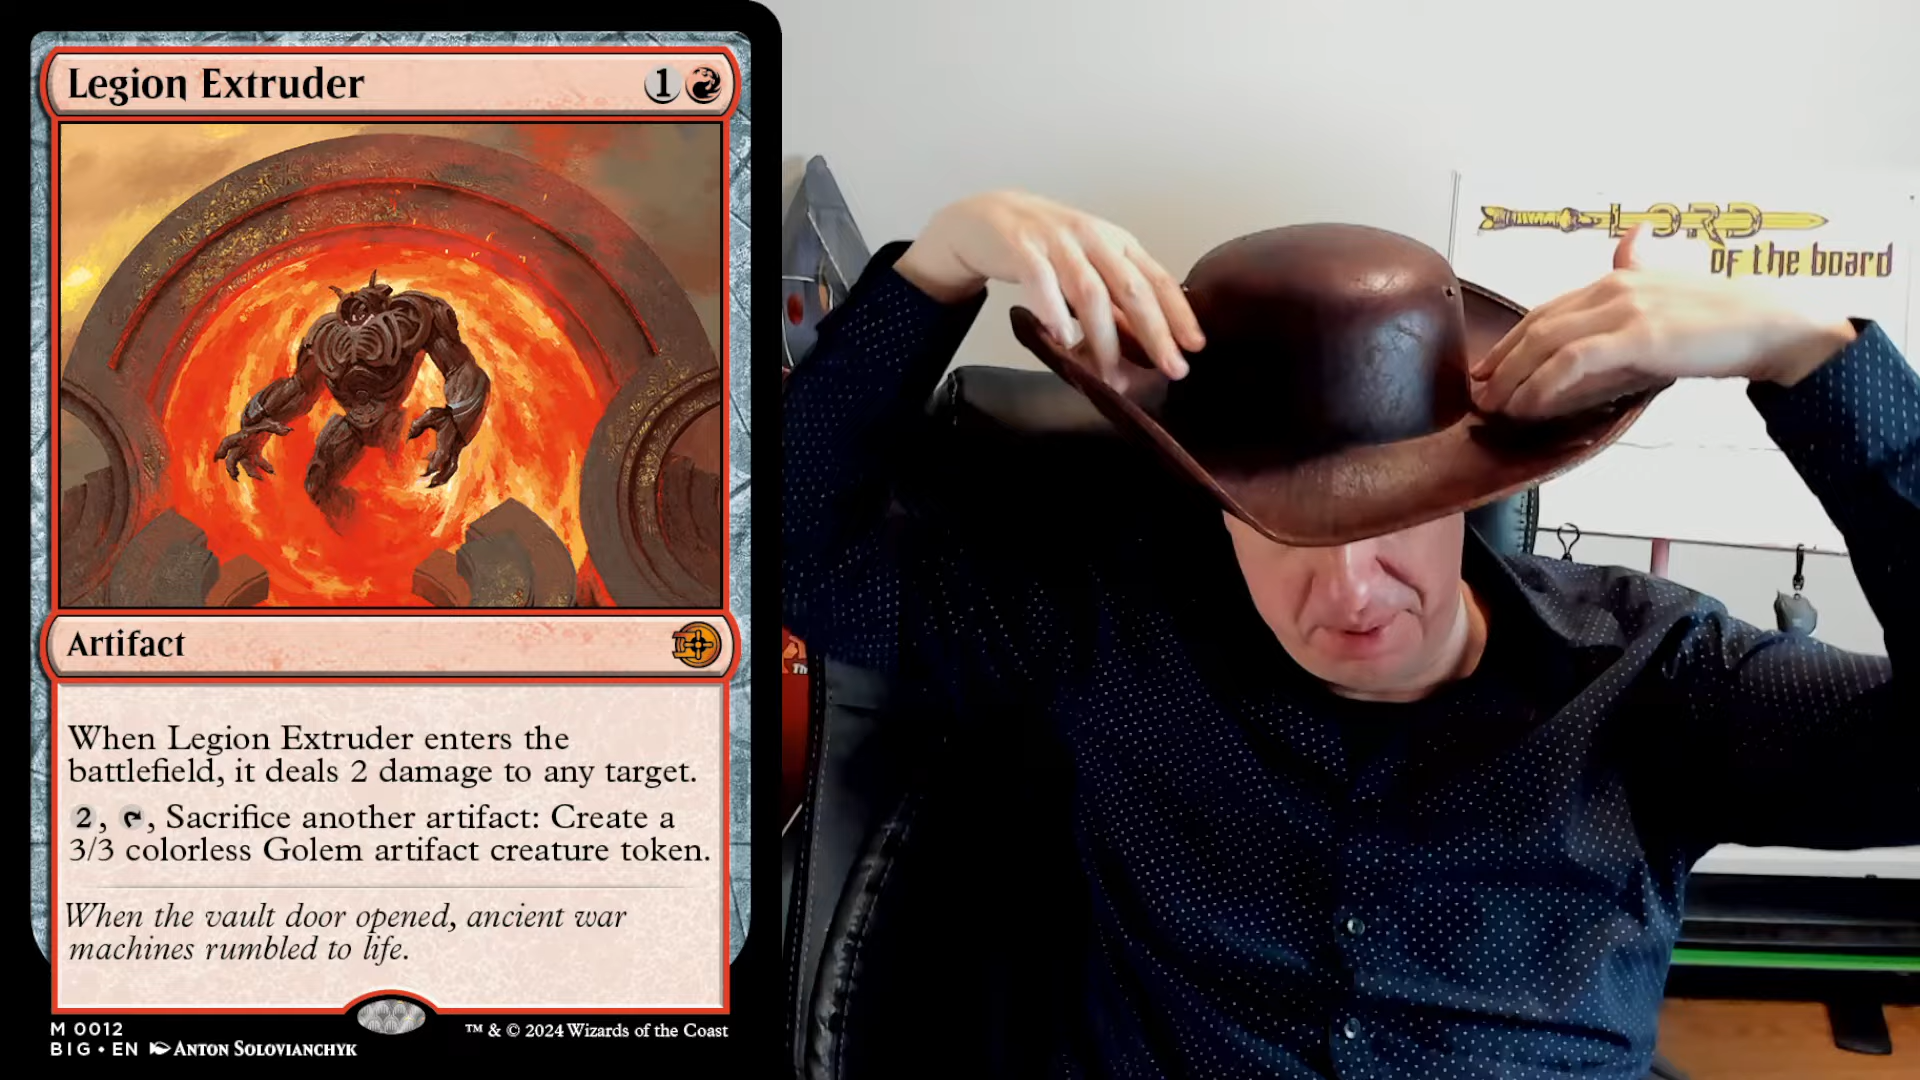 Legion Extruder
1
Artifact
When Legion Extruder enters the
battlefield, it deals 2 damage to any target.
2, , Sacrifice another artifact: Create a
3/3 colorless Golem artifact creature token.
When the vault door opened, ancient war
machines rumbled to life.
M 0012
BIG • EN ANTON SOLOVIANCHYK
™ & © 2024 Wizards of the Coast
LORD
of the board